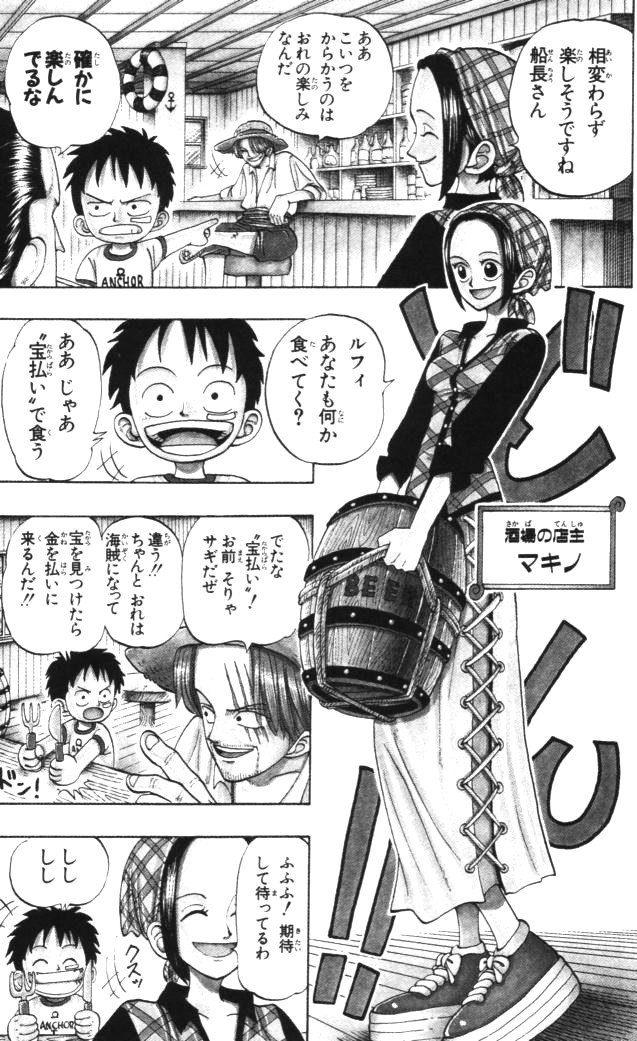 相変わらず
楽しそうですね
船長さん
ああ
こいつを
からかうのは
おれの楽しみ
なんだ
確かに
楽しん
でるな
ANCHOR
ルフィ
あなたも何か
食べてく?
ああ じゃあ
“宝払い”で食う
酒場の店主
マキノ
BEER
でたな
“宝払い”!
お前 そりゃ
サギだぜ
違う!!
ちゃんと おれは
海賊になって
宝を見つけたら
金を払いに
来るんだ!!
ドン!
ふふふ! 期待
して待ってるわ
クスッ
しし
しし
ANCHOR